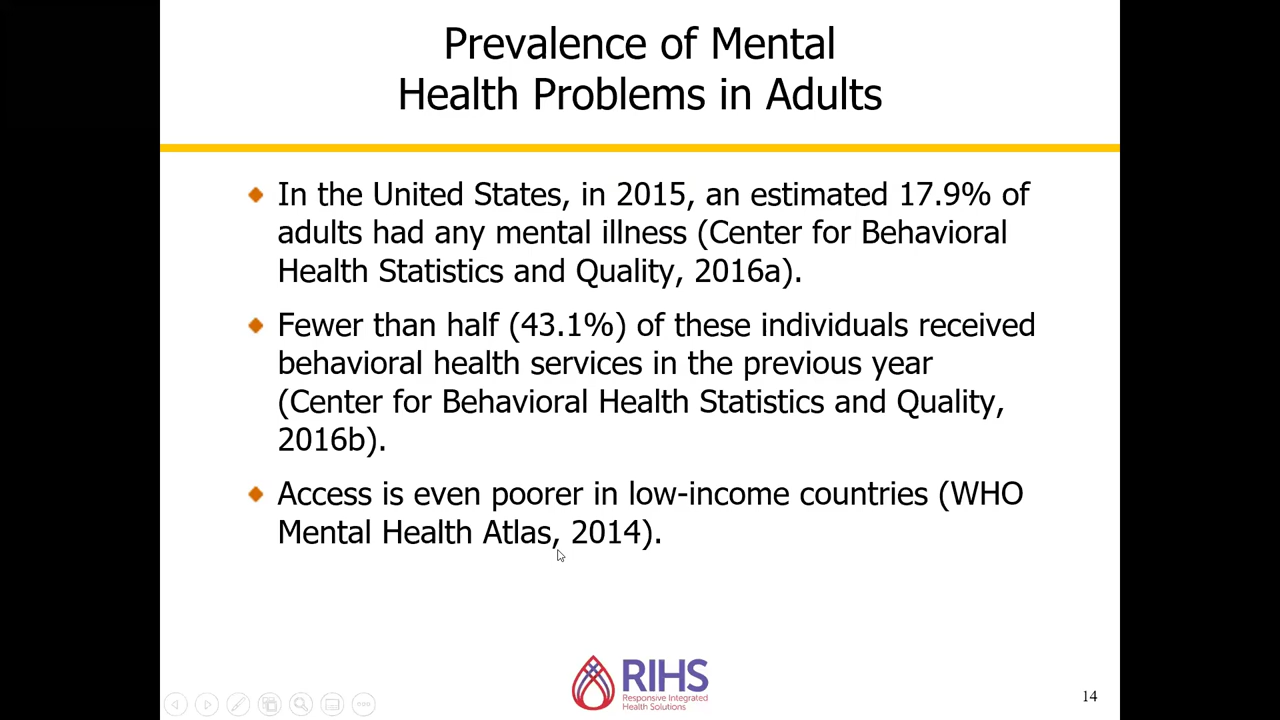 Prevalence of Mental
Health Problems in Adults
In the United States, in 2015, an estimated 17.9% of
adults had any mental illness (Center for Behavioral
Health Statistics and Quality, 2016a).
Fewer than half (43.1%) of these individuals received
behavioral health services in the previous year
(Center for Behavioral Health Statistics and Quality,
2016b).
Access is even poorer in low-income countries (WHO
Mental Health Atlas, 2014).
RIHS
Responsive Integrated
Health Solutions
14